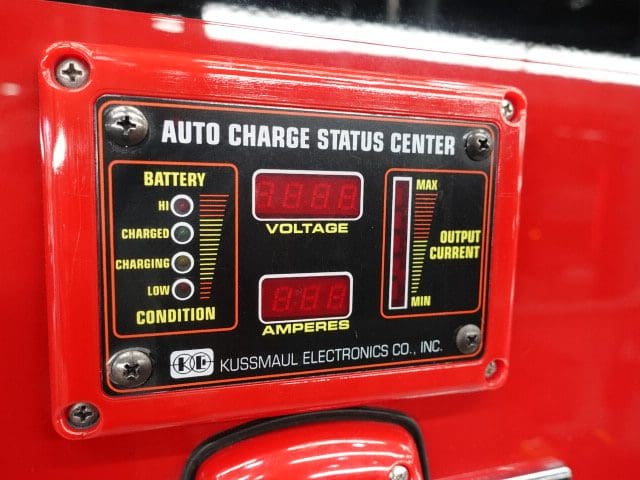 AUTO CHARGE STATUS CENTER
BATTERY
HI
CHARGED
CHARGING
LOW
CONDITION
VOLTAGE
AMPERES
MAX
OUTPUT
CURRENT
MIN
KUSSMAUL ELECTRONICS CO., INC.